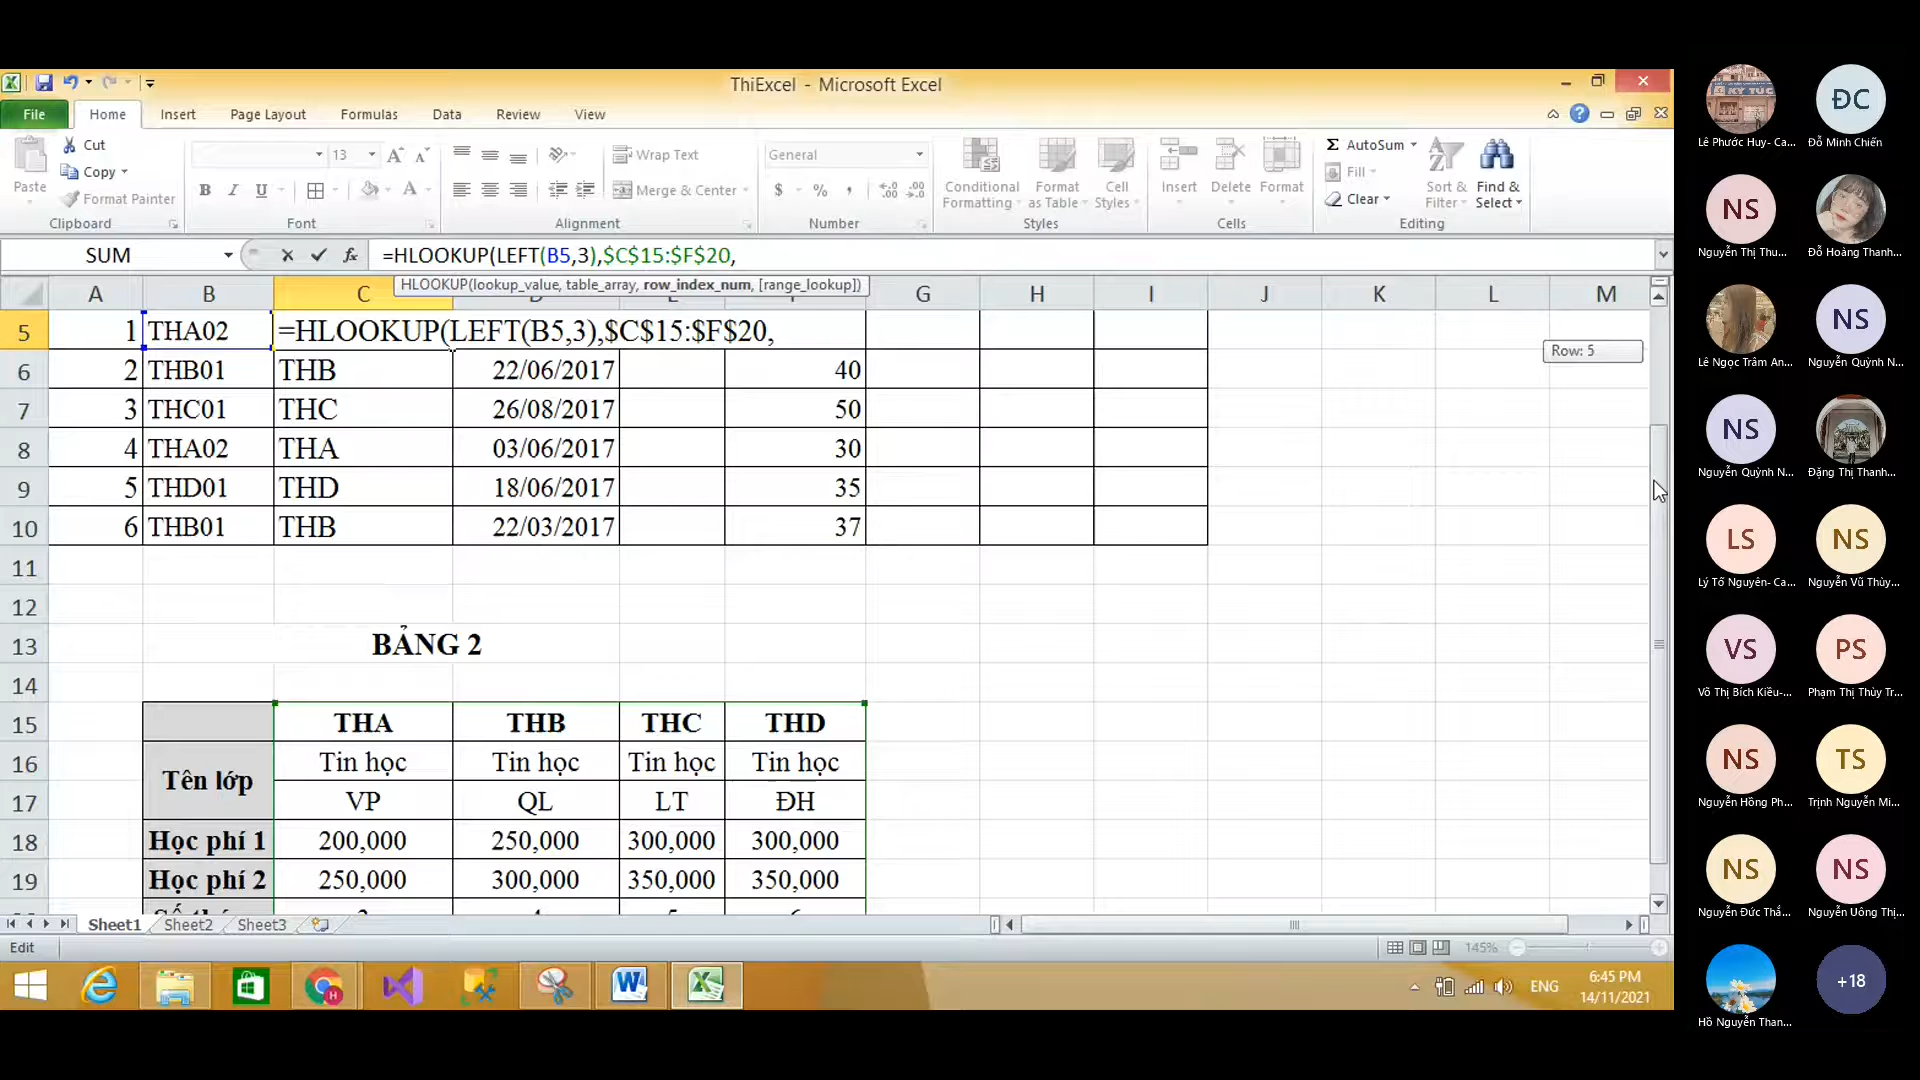 ThiExcel - Microsoft Excel
File Home Insert Page Layout Formulas Data Review View
Paste
Cut
Copy
Format Painter
Clipboard
13
B I U
A
Font
Wrap Text
Merge & Center
Alignment
General
$ % ,
Number
Conditional Formatting
Format as Table
Cell Styles
Styles
Insert
Delete
Format
Cells
AutoSum
Fill
Clear
Sort & Filter
Find & Select
Editing
SUM
fx
=HLOOKUP(LEFT(B5,3),$C$15:$F$20,
HLOOKUP(lookup_value, table_array, row_index_num, [range_lookup])
A B C G H I J K L M
5 1 THA02 =HLOOKUP(LEFT(B5,3),$C$15:$F$20,
6 2 THB01 THB 22/06/2017 40
7 3 THC01 THC 26/08/2017 50
8 4 THA02 THA 03/06/2017 30
9 5 THD01 THD 18/06/2017 35
10 6 THB01 THB 22/03/2017 37
11
12
13 BẢNG 2
14
15 THA THB THC THD
16 Tin học Tin học Tin học Tin học
Tên lớp
17 VP QL LT ĐH
18 Học phí 1 200,000 250,000 300,000 300,000
19 Học phí 2 250,000 300,000 350,000 350,000
Row: 5
Sheet1 Sheet2 Sheet3
Edit
145%
ENG
6:45 PM
14/11/2021
KÝ TÚC
Lê Phước Huy- Ca...
ĐC
Đỗ Minh Chiến
NS
Nguyễn Thị Thu...
Đỗ Hoàng Thanh...
Lê Ngọc Trâm An...
NS
Nguyễn Quỳnh N...
NS
Nguyễn Quỳnh N...
Đặng Thị Thanh...
LS
Lý Tố Nguyên- Ca...
NS
Nguyễn Vũ Thùy...
VS
Võ Thị Bích Kiều-...
PS
Phạm Thị Thùy Tr...
NS
Nguyễn Hồng Ph...
TS
Trịnh Nguyễn Mi...
NS
Nguyễn Đức Thắ...
NS
Nguyễn Uông Thị...
Hồ Nguyễn Than...
+18